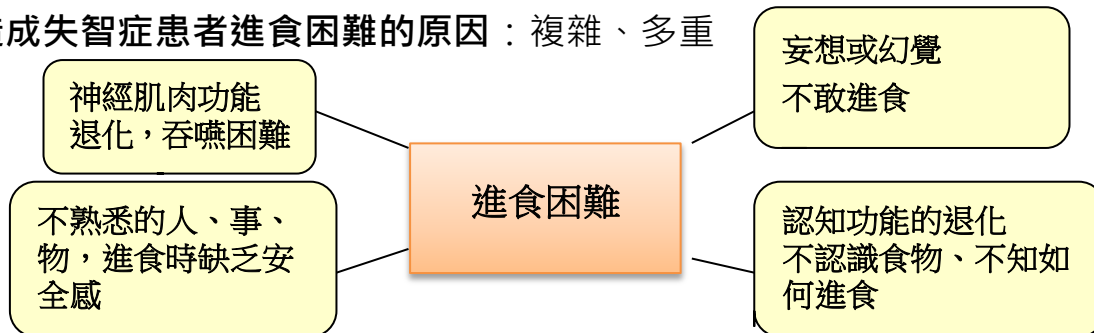 成失智症患者進食困難的原因：複雜、多重
神經肌肉功能
退化，吞嚥困難
妄想或幻覺
不敢進食
進食困難
不熟悉的人、事、
物，進食時缺乏安
全感
認知功能的退化
不認識食物、不知如
何進食